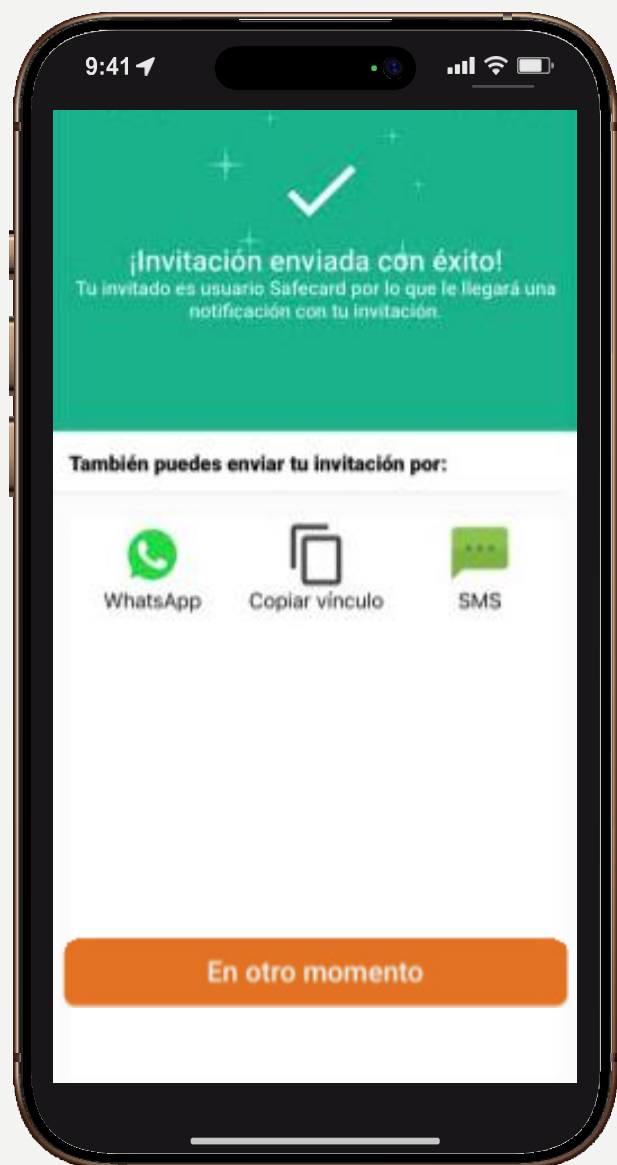 9:41
¡Invitación enviada con éxito!
Tu invitado es usuario Safecard por lo que le llegará una
notificación con tu invitación.
También puedes enviar tu invitación por:
WhatsApp
Copiar vínculo
SMS
En otro momento